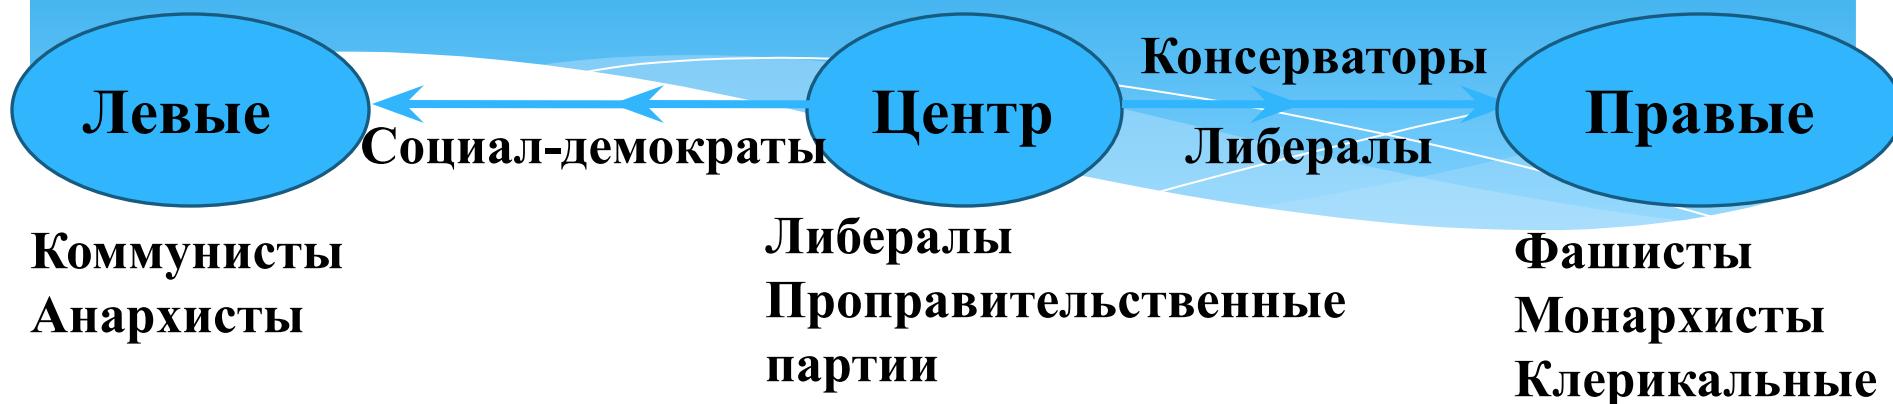 Левые
Социал-демократы
Центр
Консерваторы
Либералы
Правые
Коммунисты
Анархисты
Либералы
Проправительственные
партии
Фашисты
Монархисты
Клерикальные